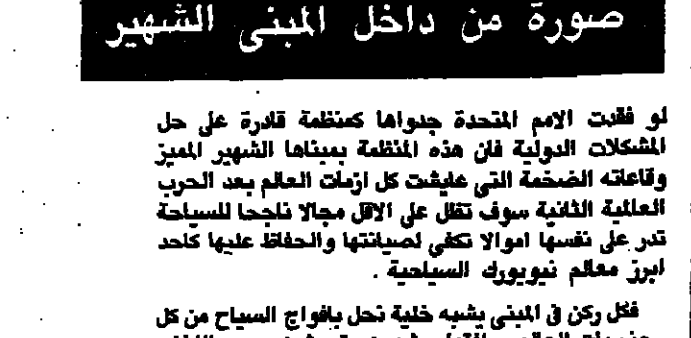 صورة من داخل المبنى الشهير
لو فقدت الامم المتحدة جدواها كمنظمة قادرة على حل
المشكلات الدولية فان هذه المنظمة بمبناها الشهير المميز
وقاعاته الضخمة التي عايشت كل ازمات العالم بعد الحرب
العالمية الثانية سوف تظل على الاقل مجالا ناجحا للسياحة
تدر على نفسها اموالا تكفي لصيانتها والحفاظ عليها كاحد
ابرز معالم نيويورك السياحية .
فكل ركن في المبنى يشبه خلية نحل بافواج السياح من كل